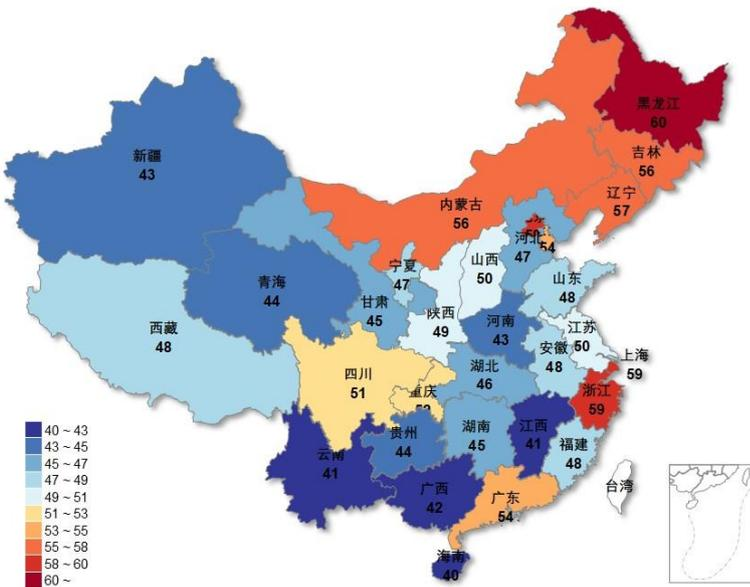 黑龙江
60
吉林
56
辽宁
57
新疆
43
内蒙古
56
河北
47
54
宁夏
47
山西
50
山东
48
青海
44
甘肃
45
陕西
49
河南
43
江苏
50
西藏
48
安徽
48
上海
59
四川
51
重庆
湖北
46
浙江
59
贵州
44
湖南
45
江西
41
福建
48
云南
41
广西
42
广东
54
台湾
海南
40
40 ~ 43
43 ~ 45
45 ~ 47
47 ~ 49
49 ~ 51
51 ~ 53
53 ~ 55
55 ~ 58
58 ~ 60
60 ~